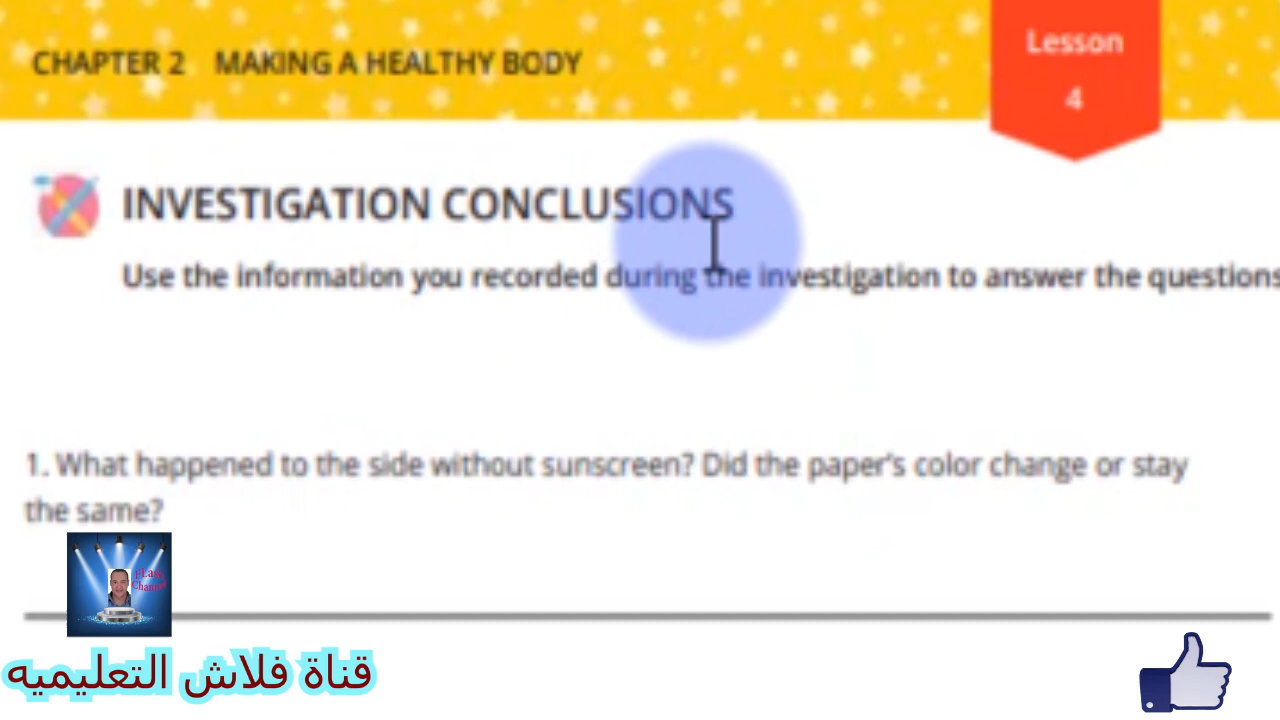 CHAPTER 2 MAKING A HEALTHY BODY
Lesson
4
INVESTIGATION CONCLUSIONS
Use the information you recorded during the investigation to answer the questions
1. What happened to the side without sunscreen? Did the paper's color change or stay
the same?
FLash
Channel
قناة فلاش التعليميه